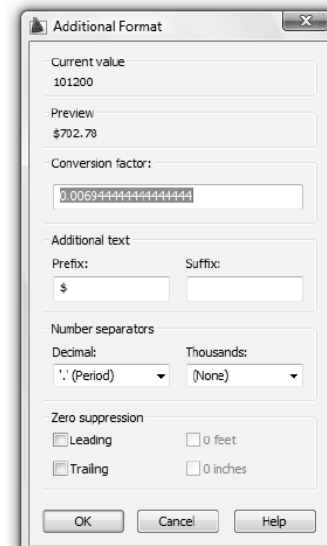 Additional Format
Current value
101200
Preview
$702.78
Conversion factor:
0.006944444444444444
Additional text
Prefix: Suffix:
$
Number separators
Decimal: Thousands:
'.' (Period) (None)
Zero suppression
Leading 0 feet
Trailing 0 inches
OK Cancel Help